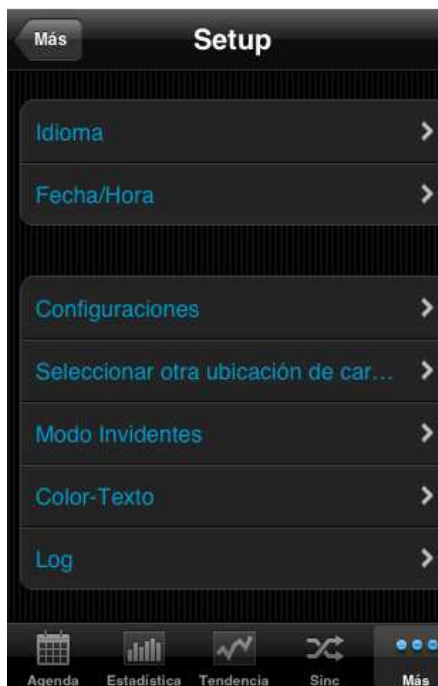 Más
Setup
Idioma
Fecha/Hora
Configuraciones
Seleccionar otra ubicación de car...
Modo Invidentes
Color-Texto
Log
Agenda Estadística Tendencia Sinc Más